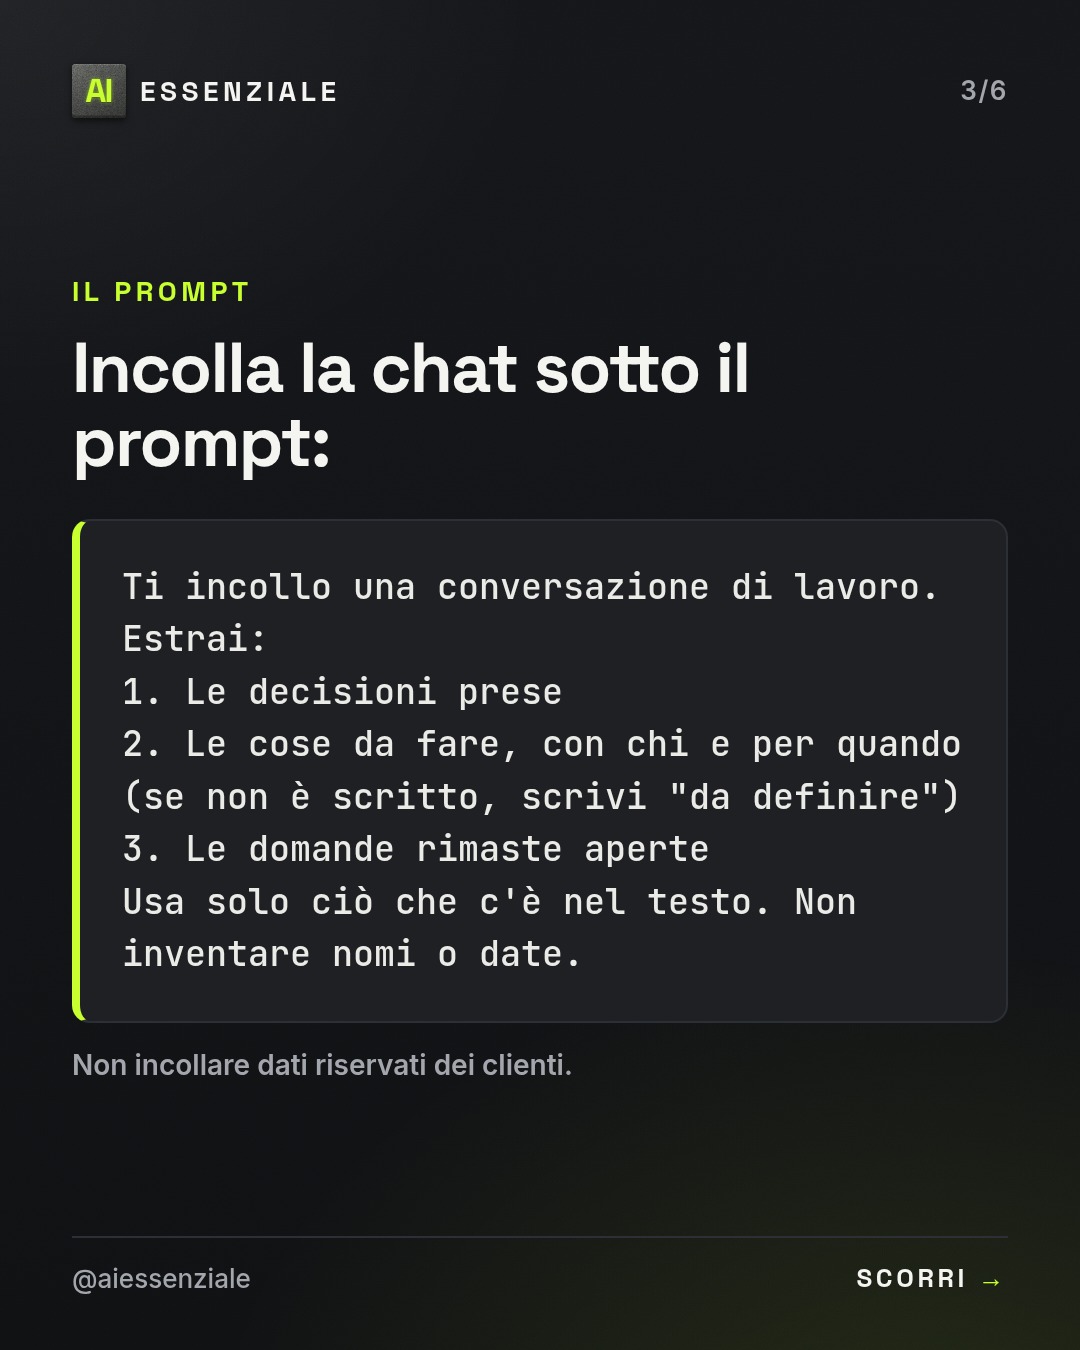 AI ESSENZIALE
3/6
IL PROMPT
Incolla la chat sotto il
prompt:
Ti incollo una conversazione di lavoro.
Estrai:
1. Le decisioni prese
2. Le cose da fare, con chi e per quando
(se non è scritto, scrivi "da definire")
3. Le domande rimaste aperte
Usa solo ciò che c'è nel testo. Non
inventare nomi o date.
Non incollare dati riservati dei clienti.
@aiessenziale
SCORRI →